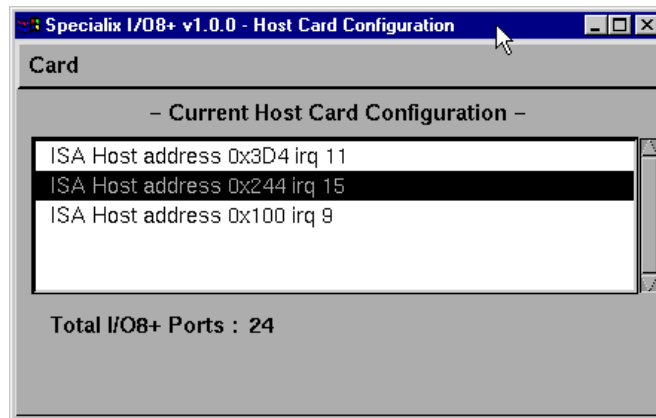 Specialix I/O8+ v1.0.0 - Host Card Configuration
Card
– Current Host Card Configuration –
ISA Host address 0x3D4 irq 11
ISA Host address 0x244 irq 15
ISA Host address 0x100 irq 9
Total I/O8+ Ports : 24